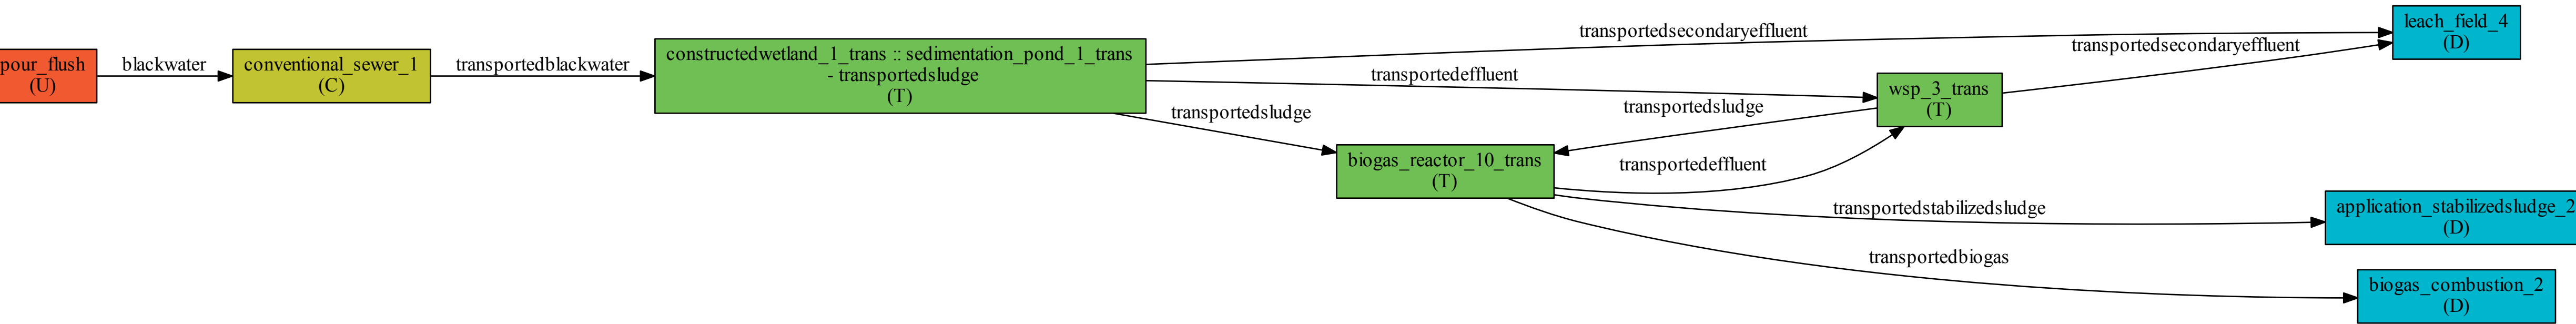 pour_flush
(U)
blackwater
conventional_sewer_1
(C)
transportedblackwater
constructedwetland_1_trans :: sedimentation_pond_1_trans
- transportedsludge
(T)
transportedsecondaryeffluent
transportedeffluent
transportedsludge
biogas_reactor_10_trans
(T)
transportedsludge
transportedeffluent
wsp_3_trans
(T)
transportedsecondaryeffluent
transportedstabilizedsludge
transportedbiogas
leach_field_4
(D)
application_stabilizedsludge_2
(D)
biogas_combustion_2
(D)